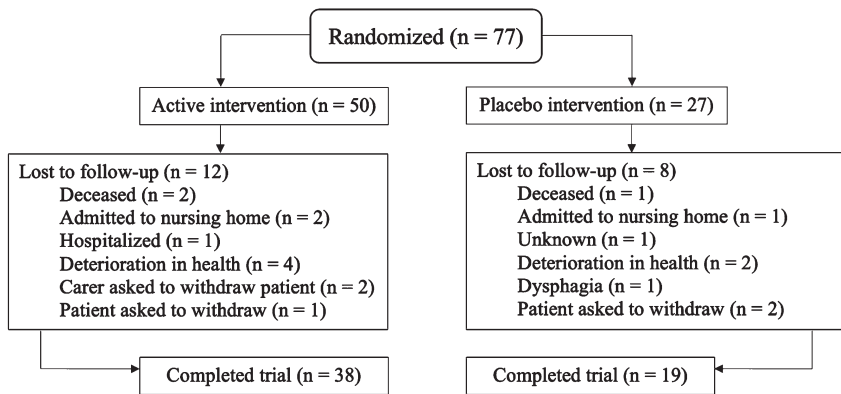 Randomized (n = 77)
Active intervention (n = 50)
Placebo intervention (n = 27)
Lost to follow-up (n = 12)
Deceased (n = 2)
Admitted to nursing home (n = 2)
Hospitalized (n = 1)
Deterioration in health (n = 4)
Carer asked to withdraw patient (n = 2)
Patient asked to withdraw (n = 1)
Lost to follow-up (n = 8)
Deceased (n = 1)
Admitted to nursing home (n = 1)
Unknown (n = 1)
Deterioration in health (n = 2)
Dysphagia (n = 1)
Patient asked to withdraw (n = 2)
Completed trial (n = 38)
Completed trial (n = 19)